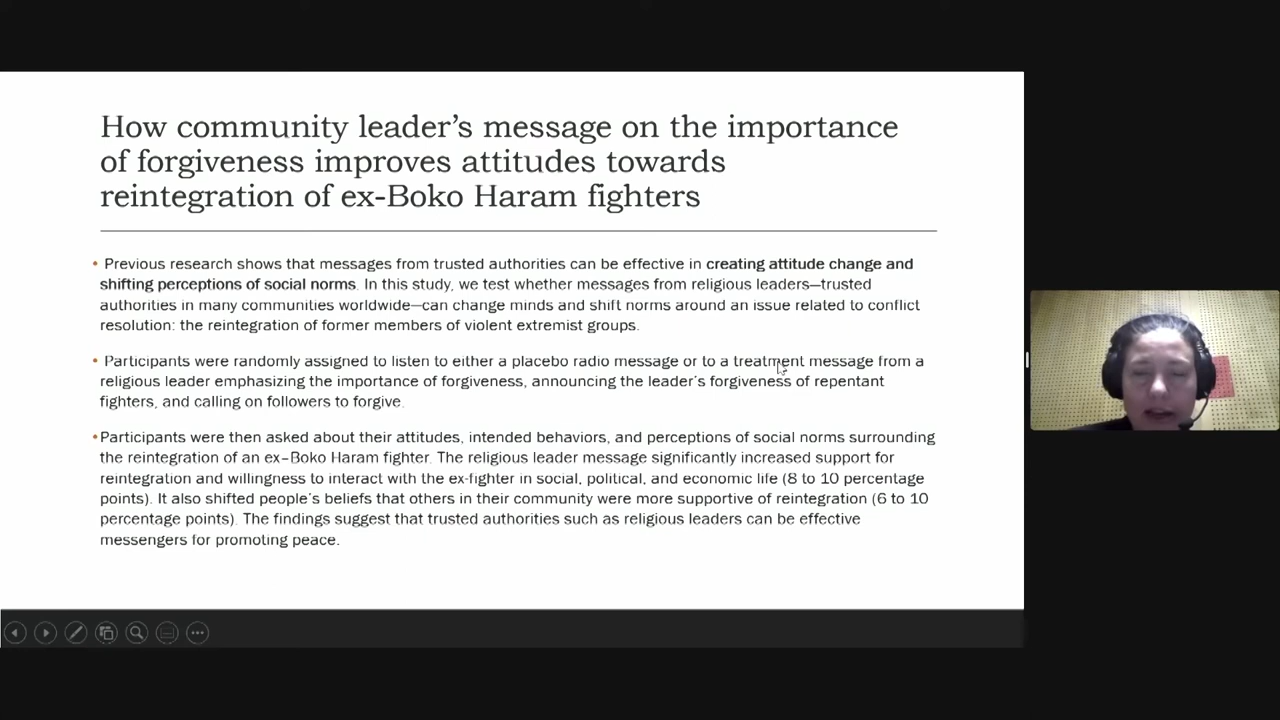 How community leader's message on the importance
of forgiveness improves attitudes towards
reintegration of ex-Boko Haram fighters
• Previous research shows that messages from trusted authorities can be effective in creating attitude change and
shifting perceptions of social norms. In this study, we test whether messages from religious leaders—trusted
authorities in many communities worldwide—can change minds and shift norms around an issue related to conflict
resolution: the reintegration of former members of violent extremist groups.
• Participants were randomly assigned to listen to either a placebo radio message or to a treatment message from a
religious leader emphasizing the importance of forgiveness, announcing the leader's forgiveness of repentant
fighters, and calling on followers to forgive.
•Participants were then asked about their attitudes, intended behaviors, and perceptions of social norms surrounding
the reintegration of an ex–Boko Haram fighter. The religious leader message significantly increased support for
reintegration and willingness to interact with the ex-fighter in social, political, and economic life (8 to 10 percentage
points). It also shifted people's beliefs that others in their community were more supportive of reintegration (6 to 10
percentage points). The findings suggest that trusted authorities such as religious leaders can be effective
messengers for promoting peace.